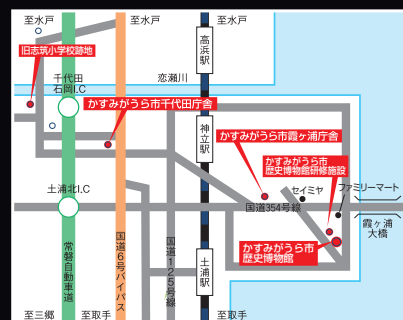 至水戸
至水戸
至水戸
旧志筑小学校跡地
高浜駅
恋瀬川
千代田
石岡I.C
かすみがうら市千代田庁舎
神立駅
かすみがうら市霞ヶ浦庁舎
かすみがうら市
歴史博物館研修施設
土浦北I.C
セイミヤ
ファミリーマート
国道354号線
霞ヶ浦
大橋
かすみがうら市
歴史博物館
常磐自動車道
国道6号バイパス
国道125号線
土浦駅
至三郷
至取手
至取手